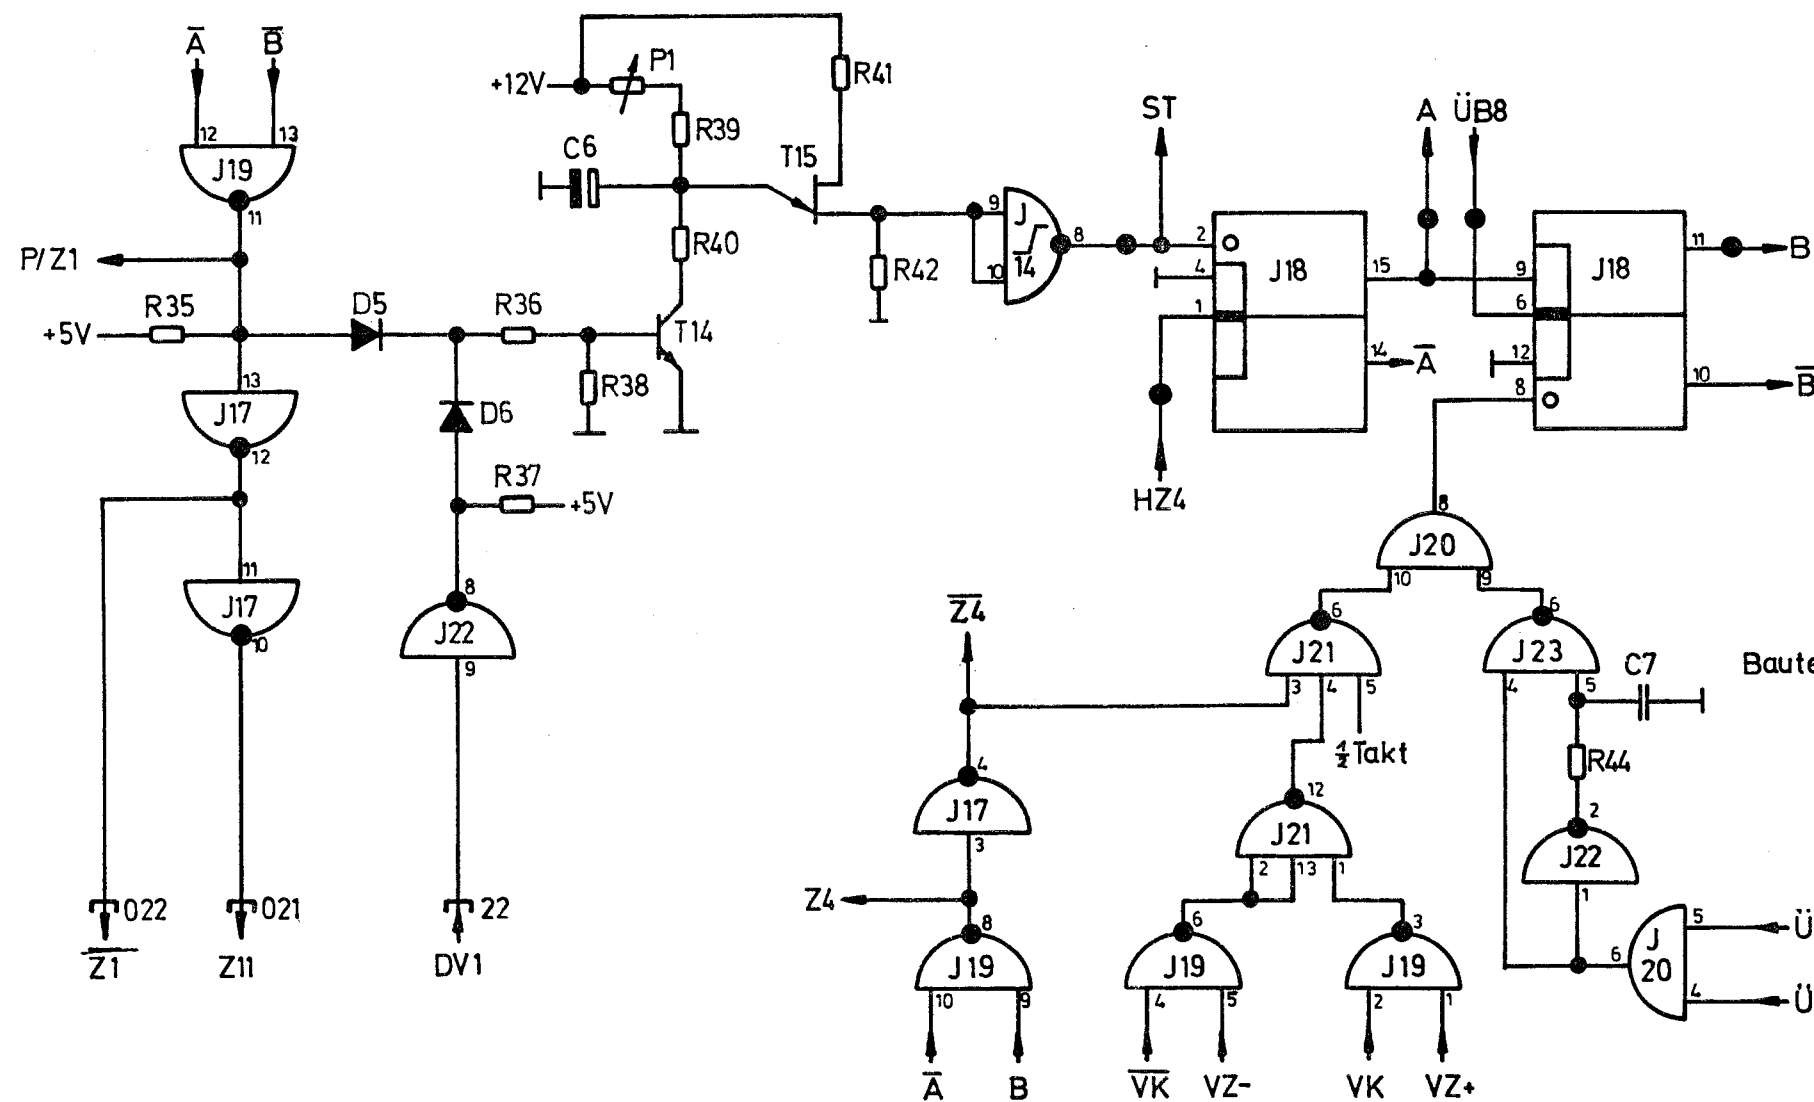 A̅ B̅
12 13
J19
11
P/Z1
R35
+5V
13
J17
12
11
J17
10
022
021
22
Z̅1̅
Z11
DV1
D5
R36
R38
D6
R37
+5V
8
J22
9
+12V
P1
R41
R39
C6
T15
R40
T14
R42
9
10
J
14
8
ST
2
4
1
J18
15
14
A̅
HZ4
A
ÜB8
9
6
12
8
J18
11
B
10
B̅
8
J20
10 9
6
J21
3 4 5
½Takt
6
J23
4 5
C7
Baute
R44
2
J22
1
6
J
20
5
4
Ü
Ü
Z̅4̅
4
J17
3
Z4
8
J19
10 9
A̅ B
12
J21
2 13 1
6
J19
4 5
V̅K̅ VZ-
3
J19
2 1
VK VZ+